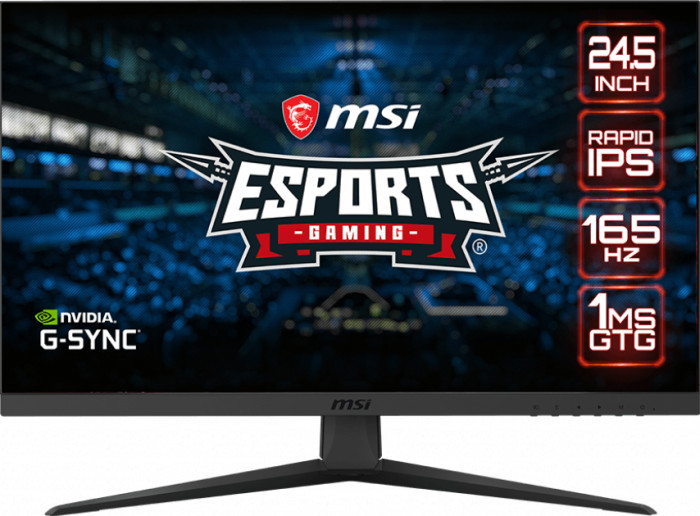 msi
ESPORTS
- GAMING -
®
24.5
INCH
RAPID
IPS
165
HZ
1MS
GTG
NVIDIA.
G-SYNC
msi